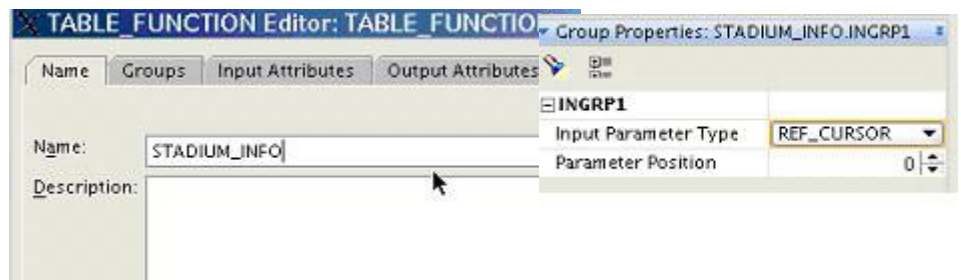 TABLE_FUNCTION Editor: TABLE_FUNCTIO
Name Groups Input Attributes Output Attributes
Name: STADIUM_INFO
Description:
Group Properties: STADIUM_INFO.INGRP1
INGRP1
Input Parameter Type REF_CURSOR
Parameter Position 0